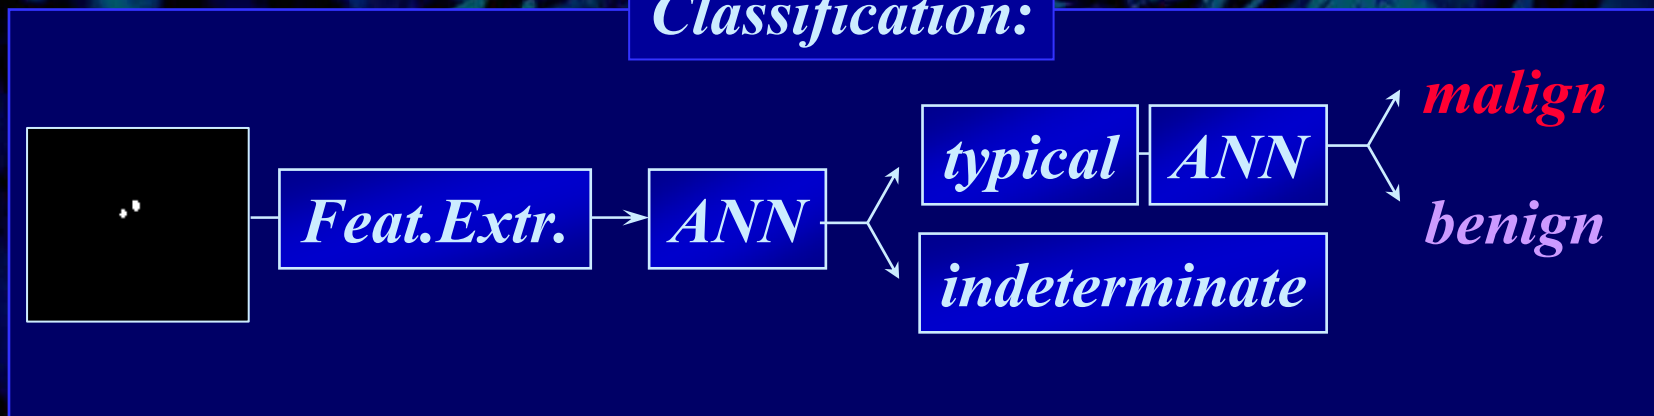 Classification:
Feat.Extr.
ANN
typical
ANN
indeterminate
malign
benign